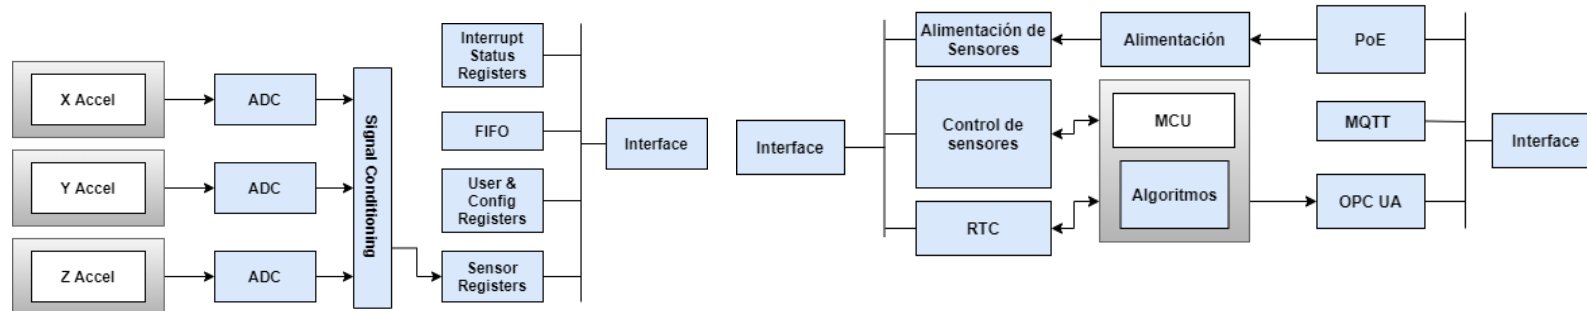 X Accel
Y Accel
Z Accel
ADC
ADC
ADC
Signal Conditioning
Interrupt
Status
Registers
FIFO
User &
Config
Registers
Sensor
Registers
Interface
Interface
Alimentación de
Sensores
Control de
sensores
RTC
Alimentación
MCU
Algoritmos
PoE
MQTT
OPC UA
Interface